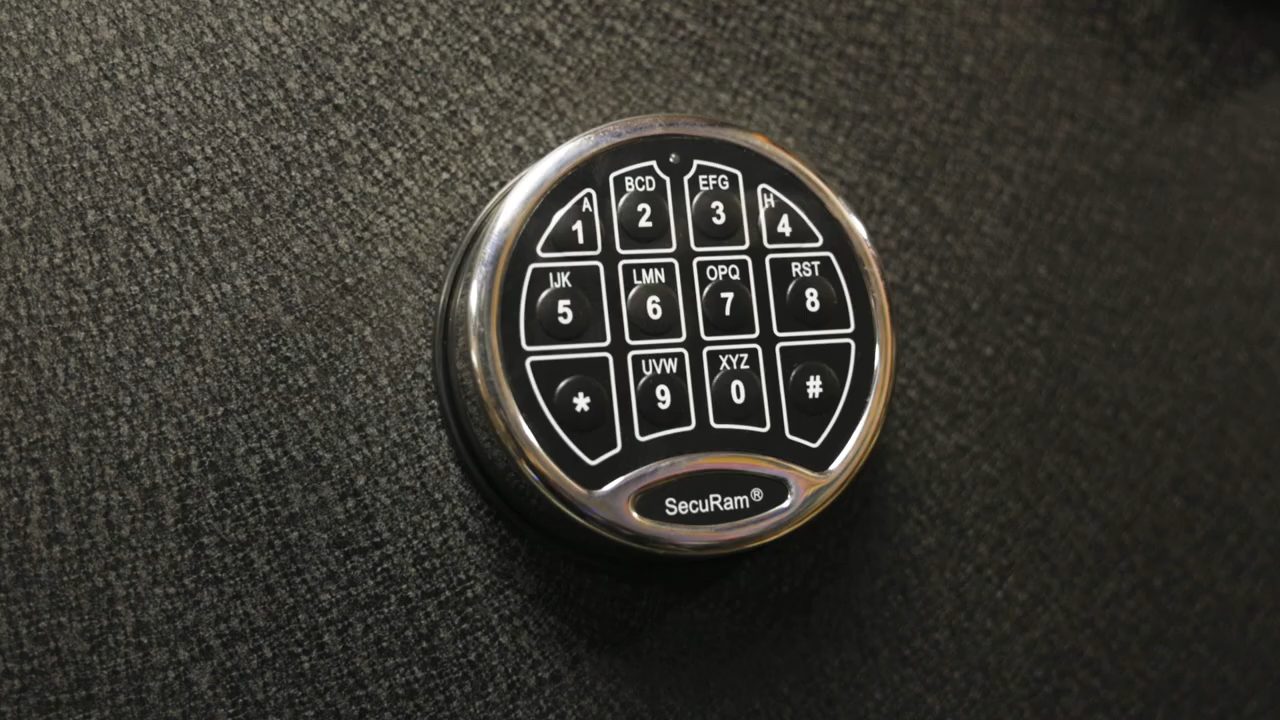 A BCD EFG H
1 2 3 4
IJK LMN OPQ RST
5 6 7 8
UVW XYZ
* 9 0 #
SecuRam®